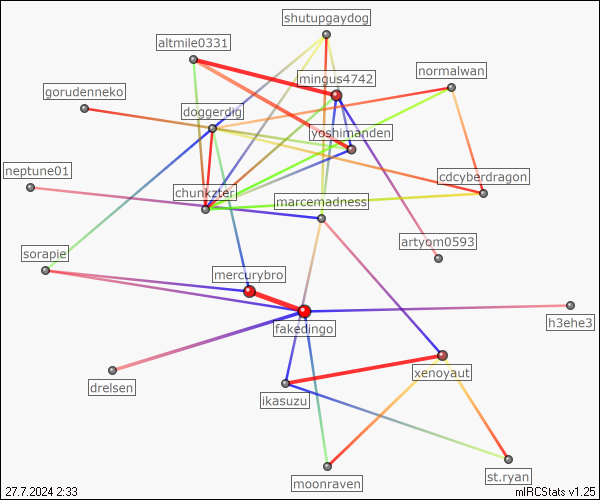 shutupgaydog
altmile0331
mingus4742
normalwan
gorudenneko
doggerdig
yoshimanden
neptune01
chunkzter
cdcyberdragon
marcemadness
artyom0593
sorapie
mercurybro
h3ehe3
fakedingo
drelsen
xenoyaut
ikasuzu
moonraven
st.ryan
27.7.2024 2:33
mIRCStats v1.25